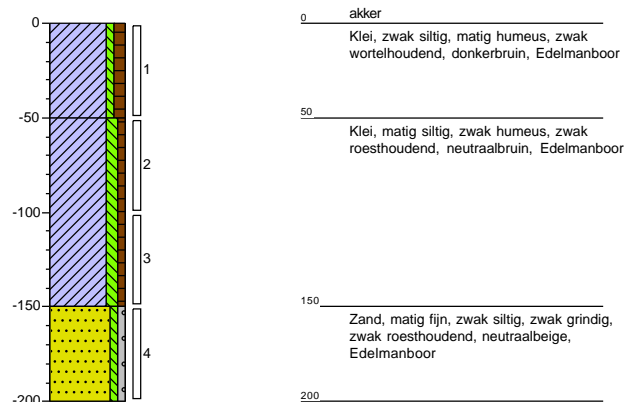 0
-50
-100
-150
-200
1
2
3
4
0 akker
Klei, zwak siltig, matig humeus, zwak
wortelhoudend, donkerbruin, Edelmanboor
50
Klei, matig siltig, zwak humeus, zwak
roesthoudend, neutraalbruin, Edelmanboor
150
Zand, matig fijn, zwak siltig, zwak grindig,
zwak roesthoudend, neutraalbeige,
Edelmanboor
200